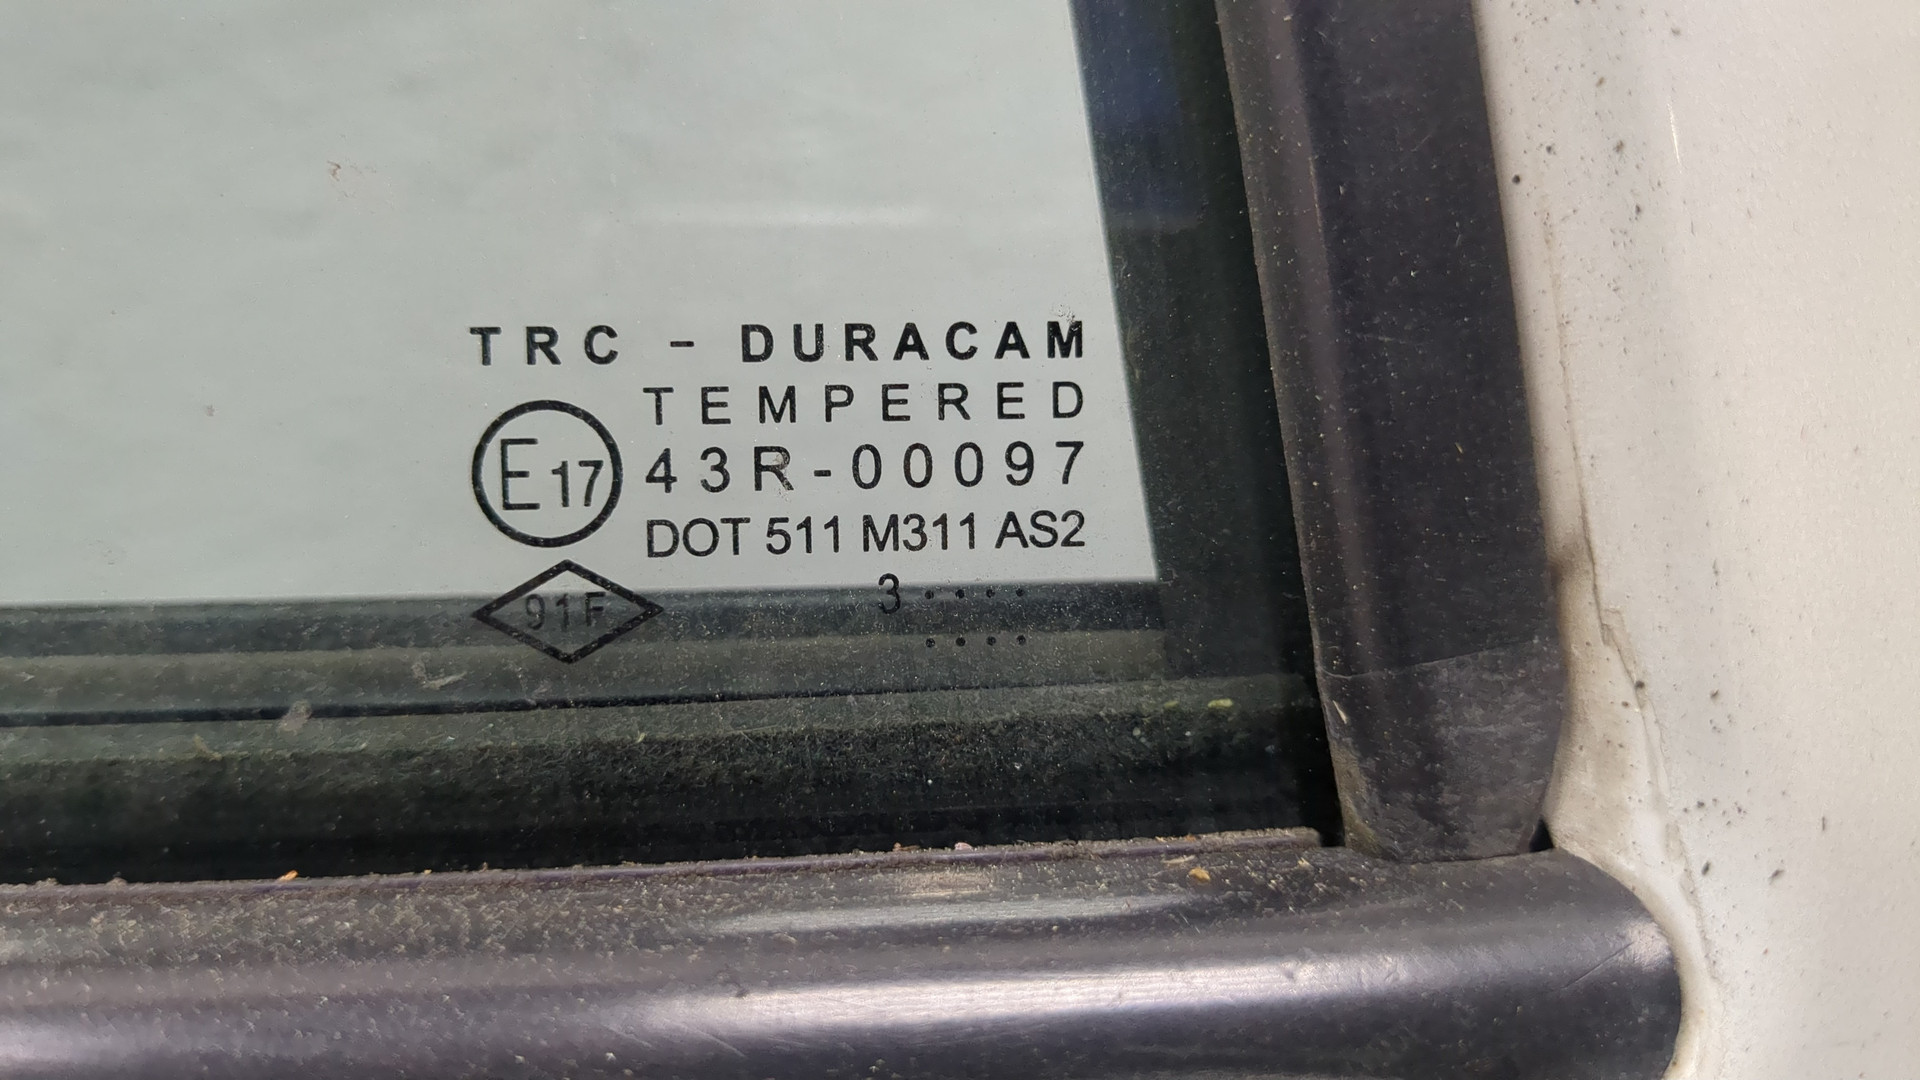 TRC - DURACAM
TEMPERED
E17 43R-00097
DOT 511 M311 AS2
91F 3 ....
....